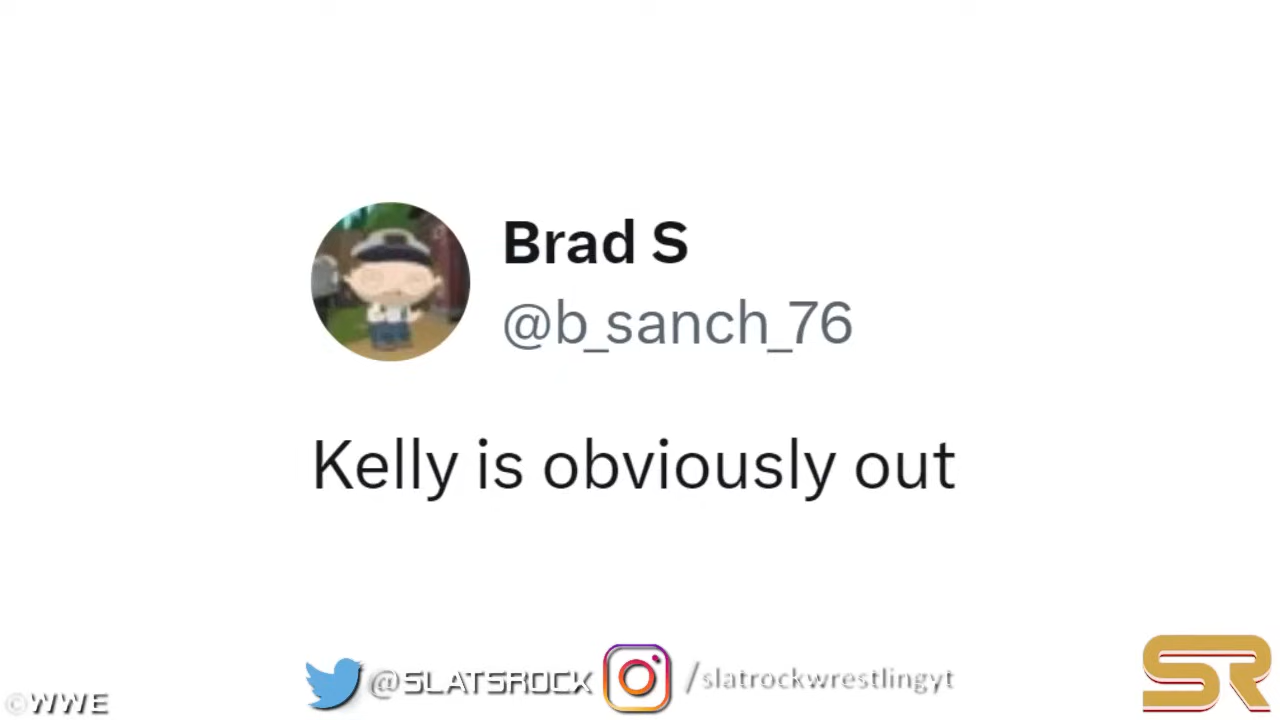 Brad S
@b_sanch_76
Kelly is obviously out
@SLATSROCK /slatrockwrestlingyt
SR
©WWE